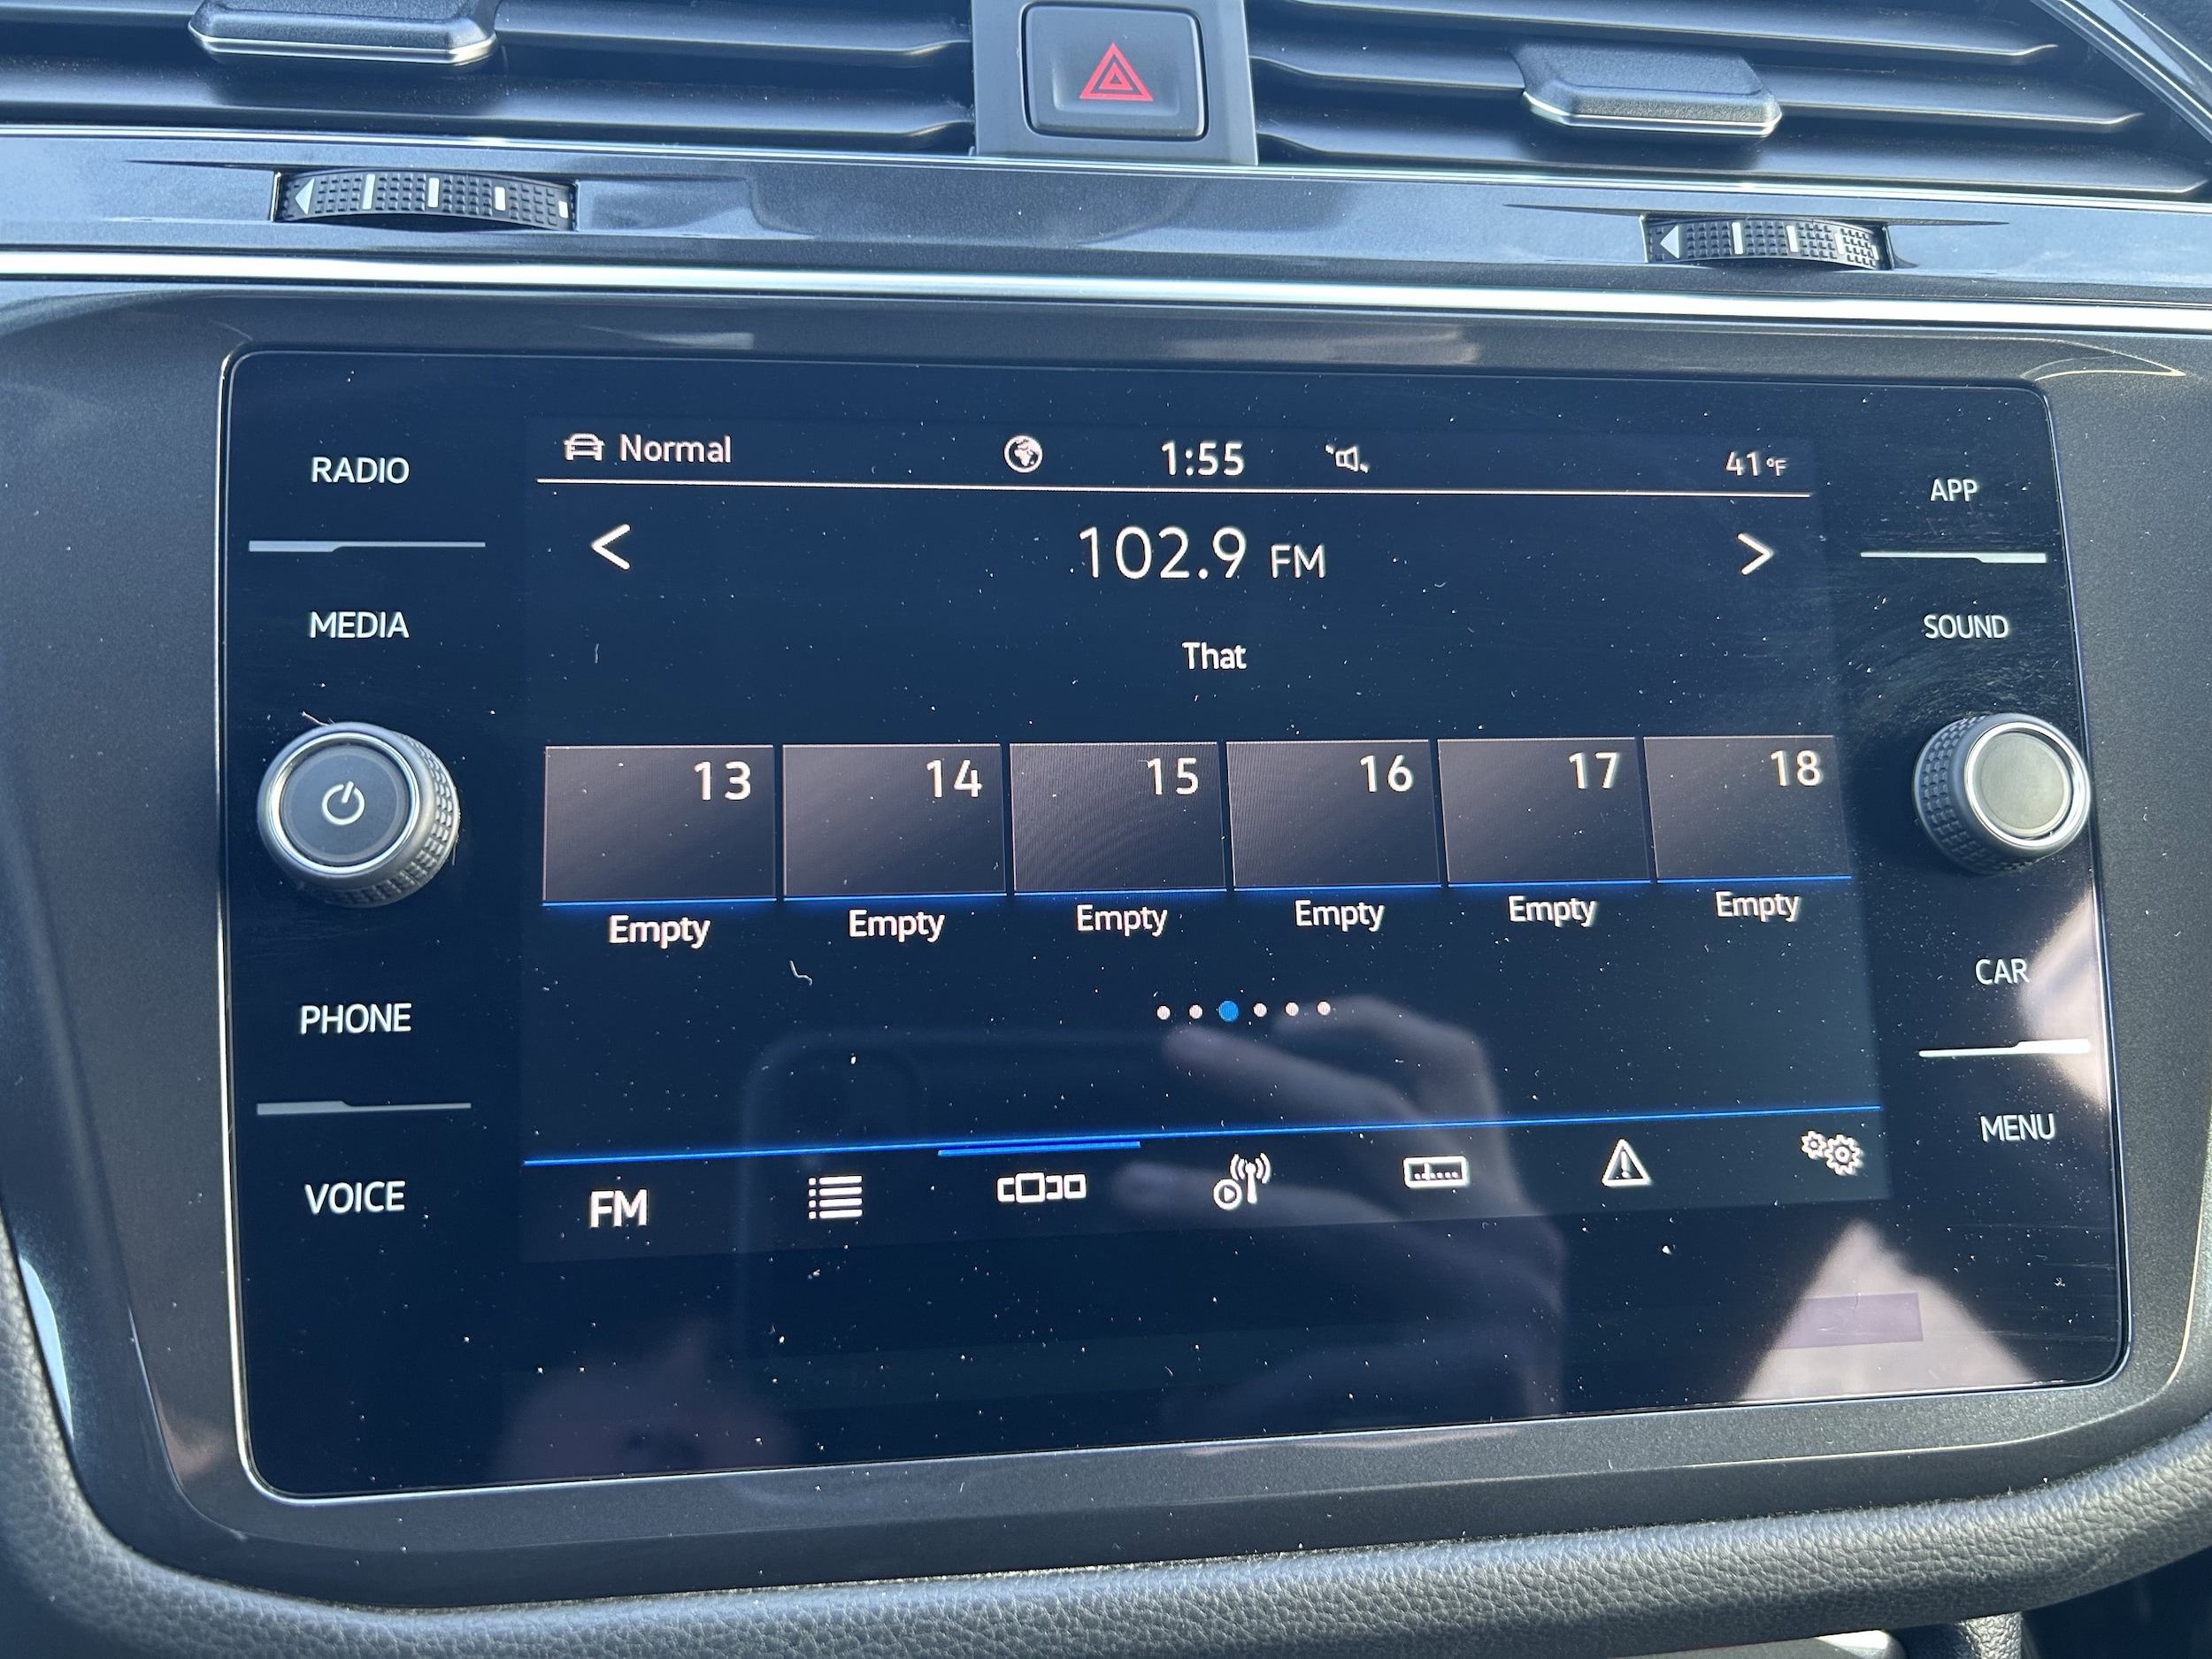 RADIO
MEDIA
PHONE
VOICE
Normal 1:55 41°F
102.9 FM
That
13 14 15 16 17 18
Empty Empty Empty Empty Empty Empty
FM
APP
SOUND
CAR
MENU